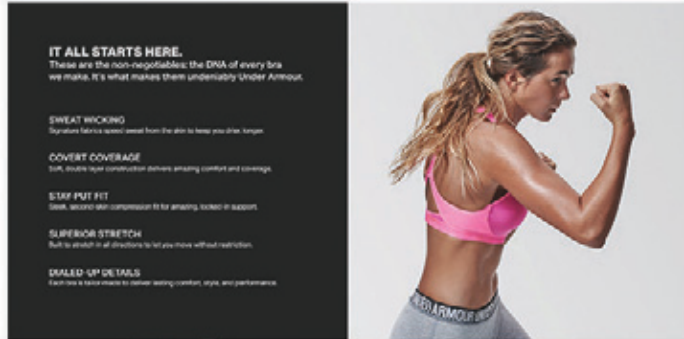 IT ALL STARTS HERE.
These are the non-negotiables: the DNA of every bra
we make. It's what makes them undeniably Under Armour.
SWEAT WICKING
Signature fabrics speed sweat from the skin to keep you drier, longer.
COVERT COVERAGE
Soft, double layer construction delivers amazing comfort and coverage.
STAY-PUT FIT
Sleek, second-skin compression fit for amazing, locked-in support.
SUPERIOR STRETCH
Built to stretch in all directions to let you move without restriction.
DIALED-UP DETAILS
Each bra is tailor-made to deliver lasting comfort, style, and performance.
UNDER ARMOUR UNDER